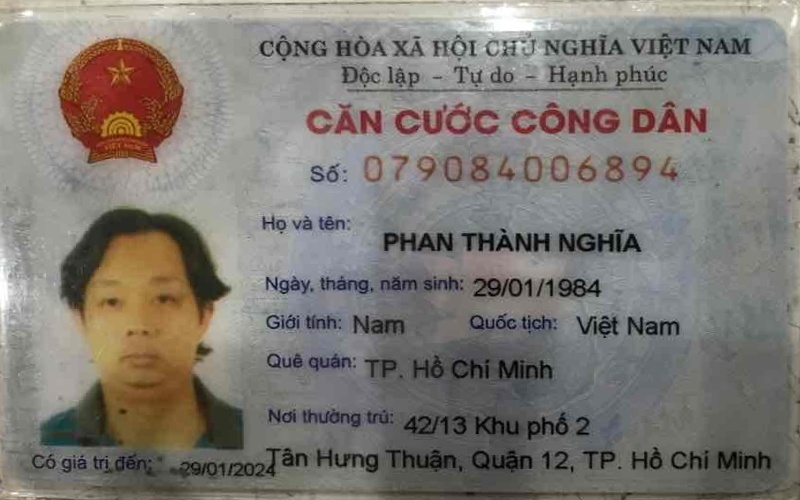 CỘNG HÒA XÃ HỘI CHỦ NGHĨA VIỆT NAM
Độc lập - Tự do - Hạnh phúc
CĂN CƯỚC CÔNG DÂN
Số: 079084006894
Họ và tên:
PHAN THÀNH NGHĨA
Ngày, tháng, năm sinh: 29/01/1984
Giới tính: Nam Quốc tịch: Việt Nam
Quê quán: TP. Hồ Chí Minh
Nơi thường trú: 42/13 Khu phố 2
Tân Hưng Thuận, Quận 12, TP. Hồ Chí Minh
Có giá trị đến: 29/01/2024
VIỆT NAM